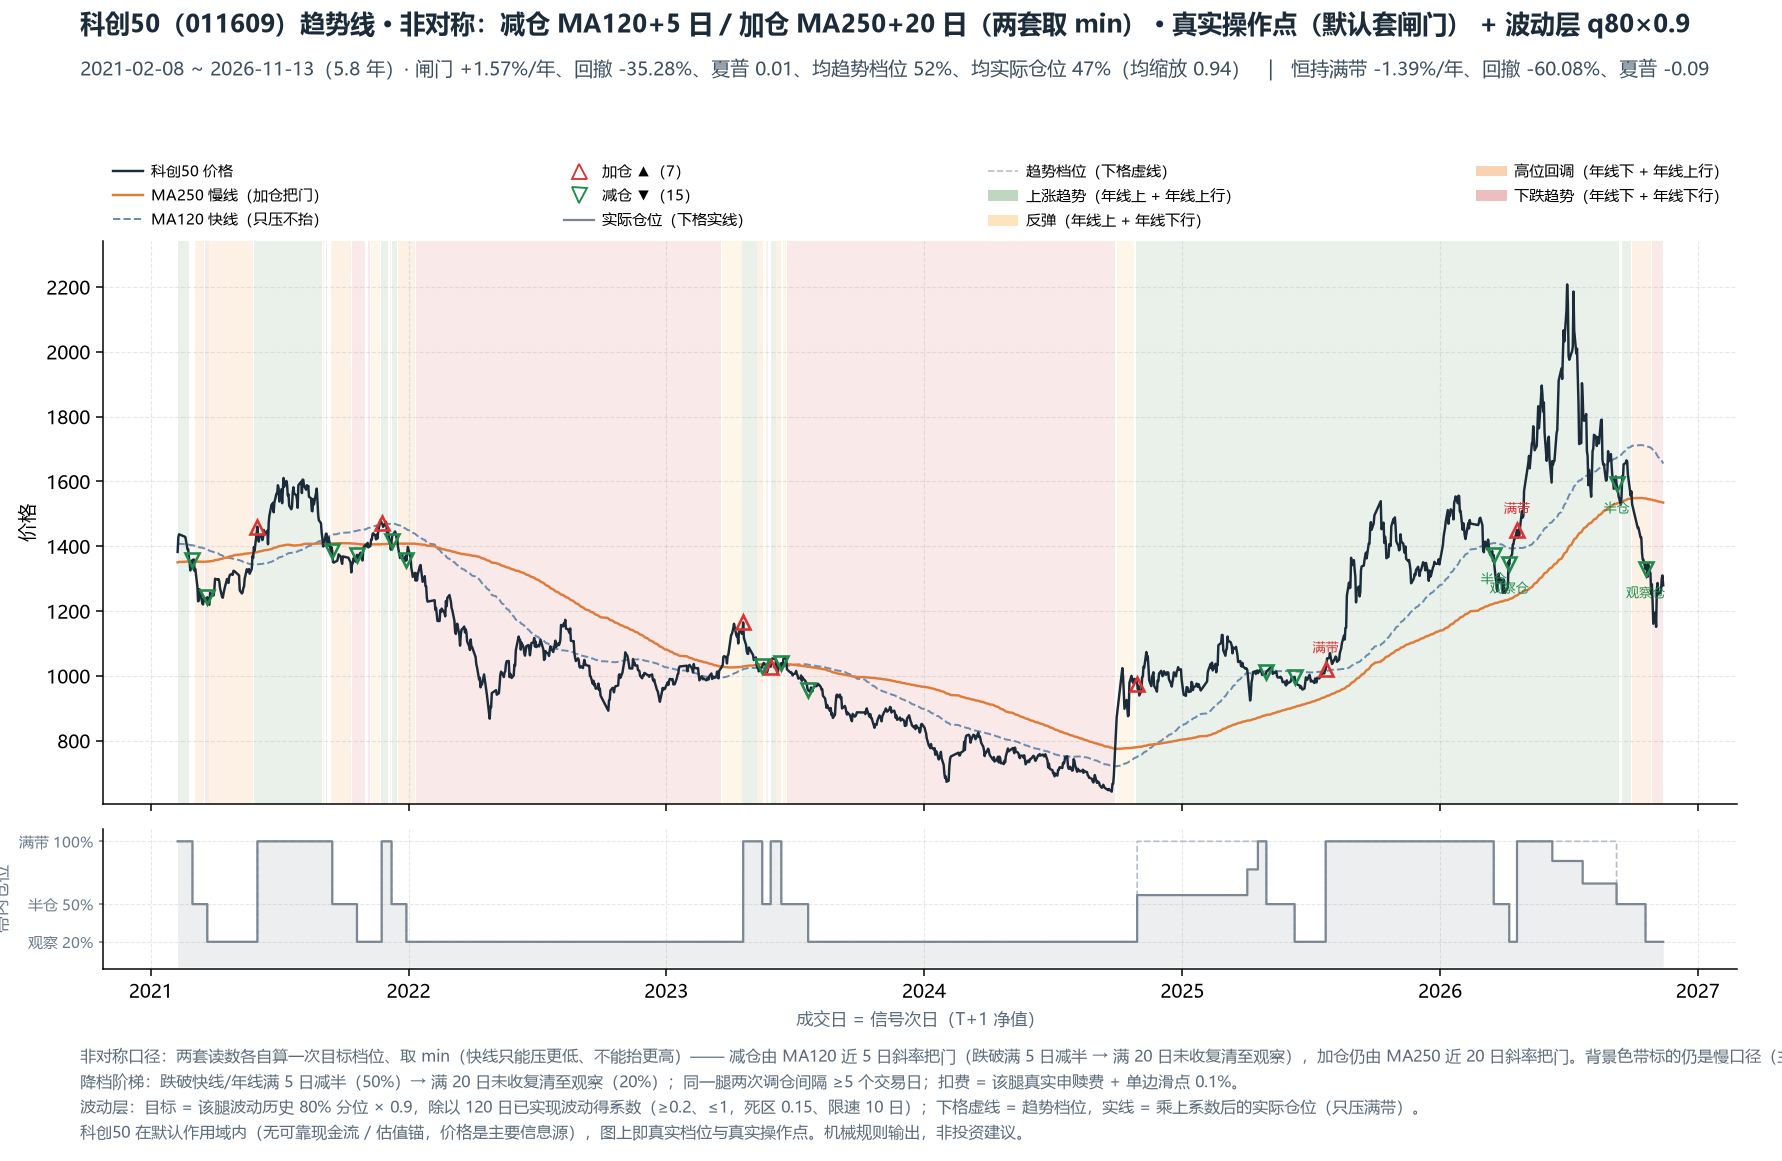 科创50（011609）趋势线 • 非对称：减仓 MA120+5 日 / 加仓 MA250+20 日（两套取 min） • 真实操作点（默认套闸门） + 波动层 q80×0.9
2021-02-08 ~ 2026-11-13（5.8 年）· 闸门 +1.57%/年、回撤 -35.28%、夏普 0.01、均趋势档位 52%、均实际仓位 47%（均缩放 0.94） | 恒持满带 -1.39%/年、回撤 -60.08%、夏普 -0.09
科创50 价格
MA250 慢线（加仓把门）
MA120 快线（只压不抬）
加仓 ▲（7）
减仓 ▼（15）
实际仓位（下格实线）
趋势档位（下格虚线）
上涨趋势（年线上 + 年线上行）
反弹（年线上 + 年线下行）
高位回调（年线下 + 年线上行）
下跌趋势（年线下 + 年线下行）
价格
2200
2000
1800
1600
1400
1200
1000
800
满带
半仓
观察仓
满带
半仓
观察仓
满带 100%
半仓 50%
观察 20%
2021
2022
2023
2024
2025
2026
2027
成交日 = 信号次日（T+1 净值）
非对称口径：两套读数各自算一次目标档位、取 min（快线只能压更低、不能抬更高）—— 减仓由 MA120 近 5 日斜率把门（跌破满 5 日减半 → 满 20 日未收复清至观察），加仓仍由 MA250 近 20 日斜率把门。背景色带标的仍是慢口径（
降档阶梯：跌破快线/年线满 5 日减半（50%）→ 满 20 日未收复清至观察（20%）；同一腿两次调仓间隔 ≥5 个交易日；扣费 = 该腿真实申赎费 + 单边滑点 0.1%。
波动层：目标 = 该腿波动历史 80% 分位 × 0.9，除以 120 日已实现波动得系数（≥0.2、≤1，死区 0.15、限速 10 日）；下格虚线 = 趋势档位，实线 = 乘上系数后的实际仓位（只压满带）。
科创50 在默认作用域内（无可靠现金流 / 估值锚，价格是主要信息源），图上即真实档位与真实操作点。机械规则输出，非投资建议。